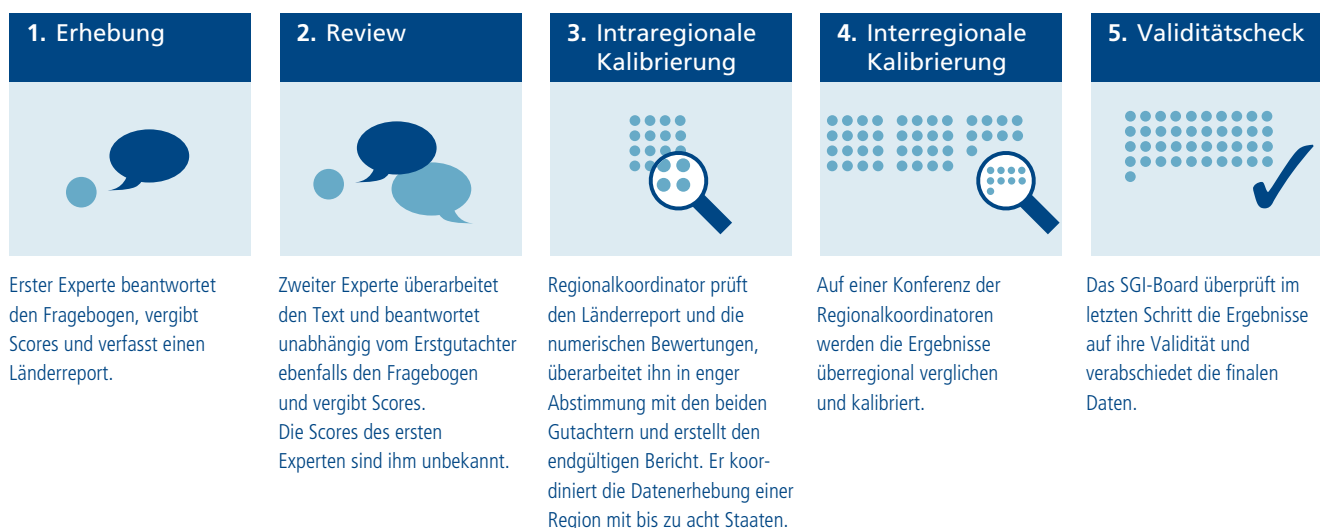 1. Erhebung
Erster Experte beantwortet
den Fragebogen, vergibt
Scores und verfasst einen
Länderreport.
2. Review
Zweiter Experte überarbeitet
den Text und beantwortet
unabhängig vom Erstgutachter
ebenfalls den Fragebogen
und vergibt Scores.
Die Scores des ersten
Experten sind ihm unbekannt.
3. Intraregionale
Kalibrierung
Regionalkoordinator prüft
den Länderreport und die
numerischen Bewertungen,
überarbeitet ihn in enger
Abstimmung mit den beiden
Gutachtern und erstellt den
endgültigen Bericht. Er koor-
diniert die Datenerhebung einer
Region mit bis zu acht Staaten.
4. Interregionale
Kalibrierung
Auf einer Konferenz der
Regionalkoordinatoren
werden die Ergebnisse
überregional verglichen
und kalibriert.
5. Validitätscheck
Das SGI-Board überprüft im
letzten Schritt die Ergebnisse
auf ihre Validität und
verabschiedet die finalen
Daten.